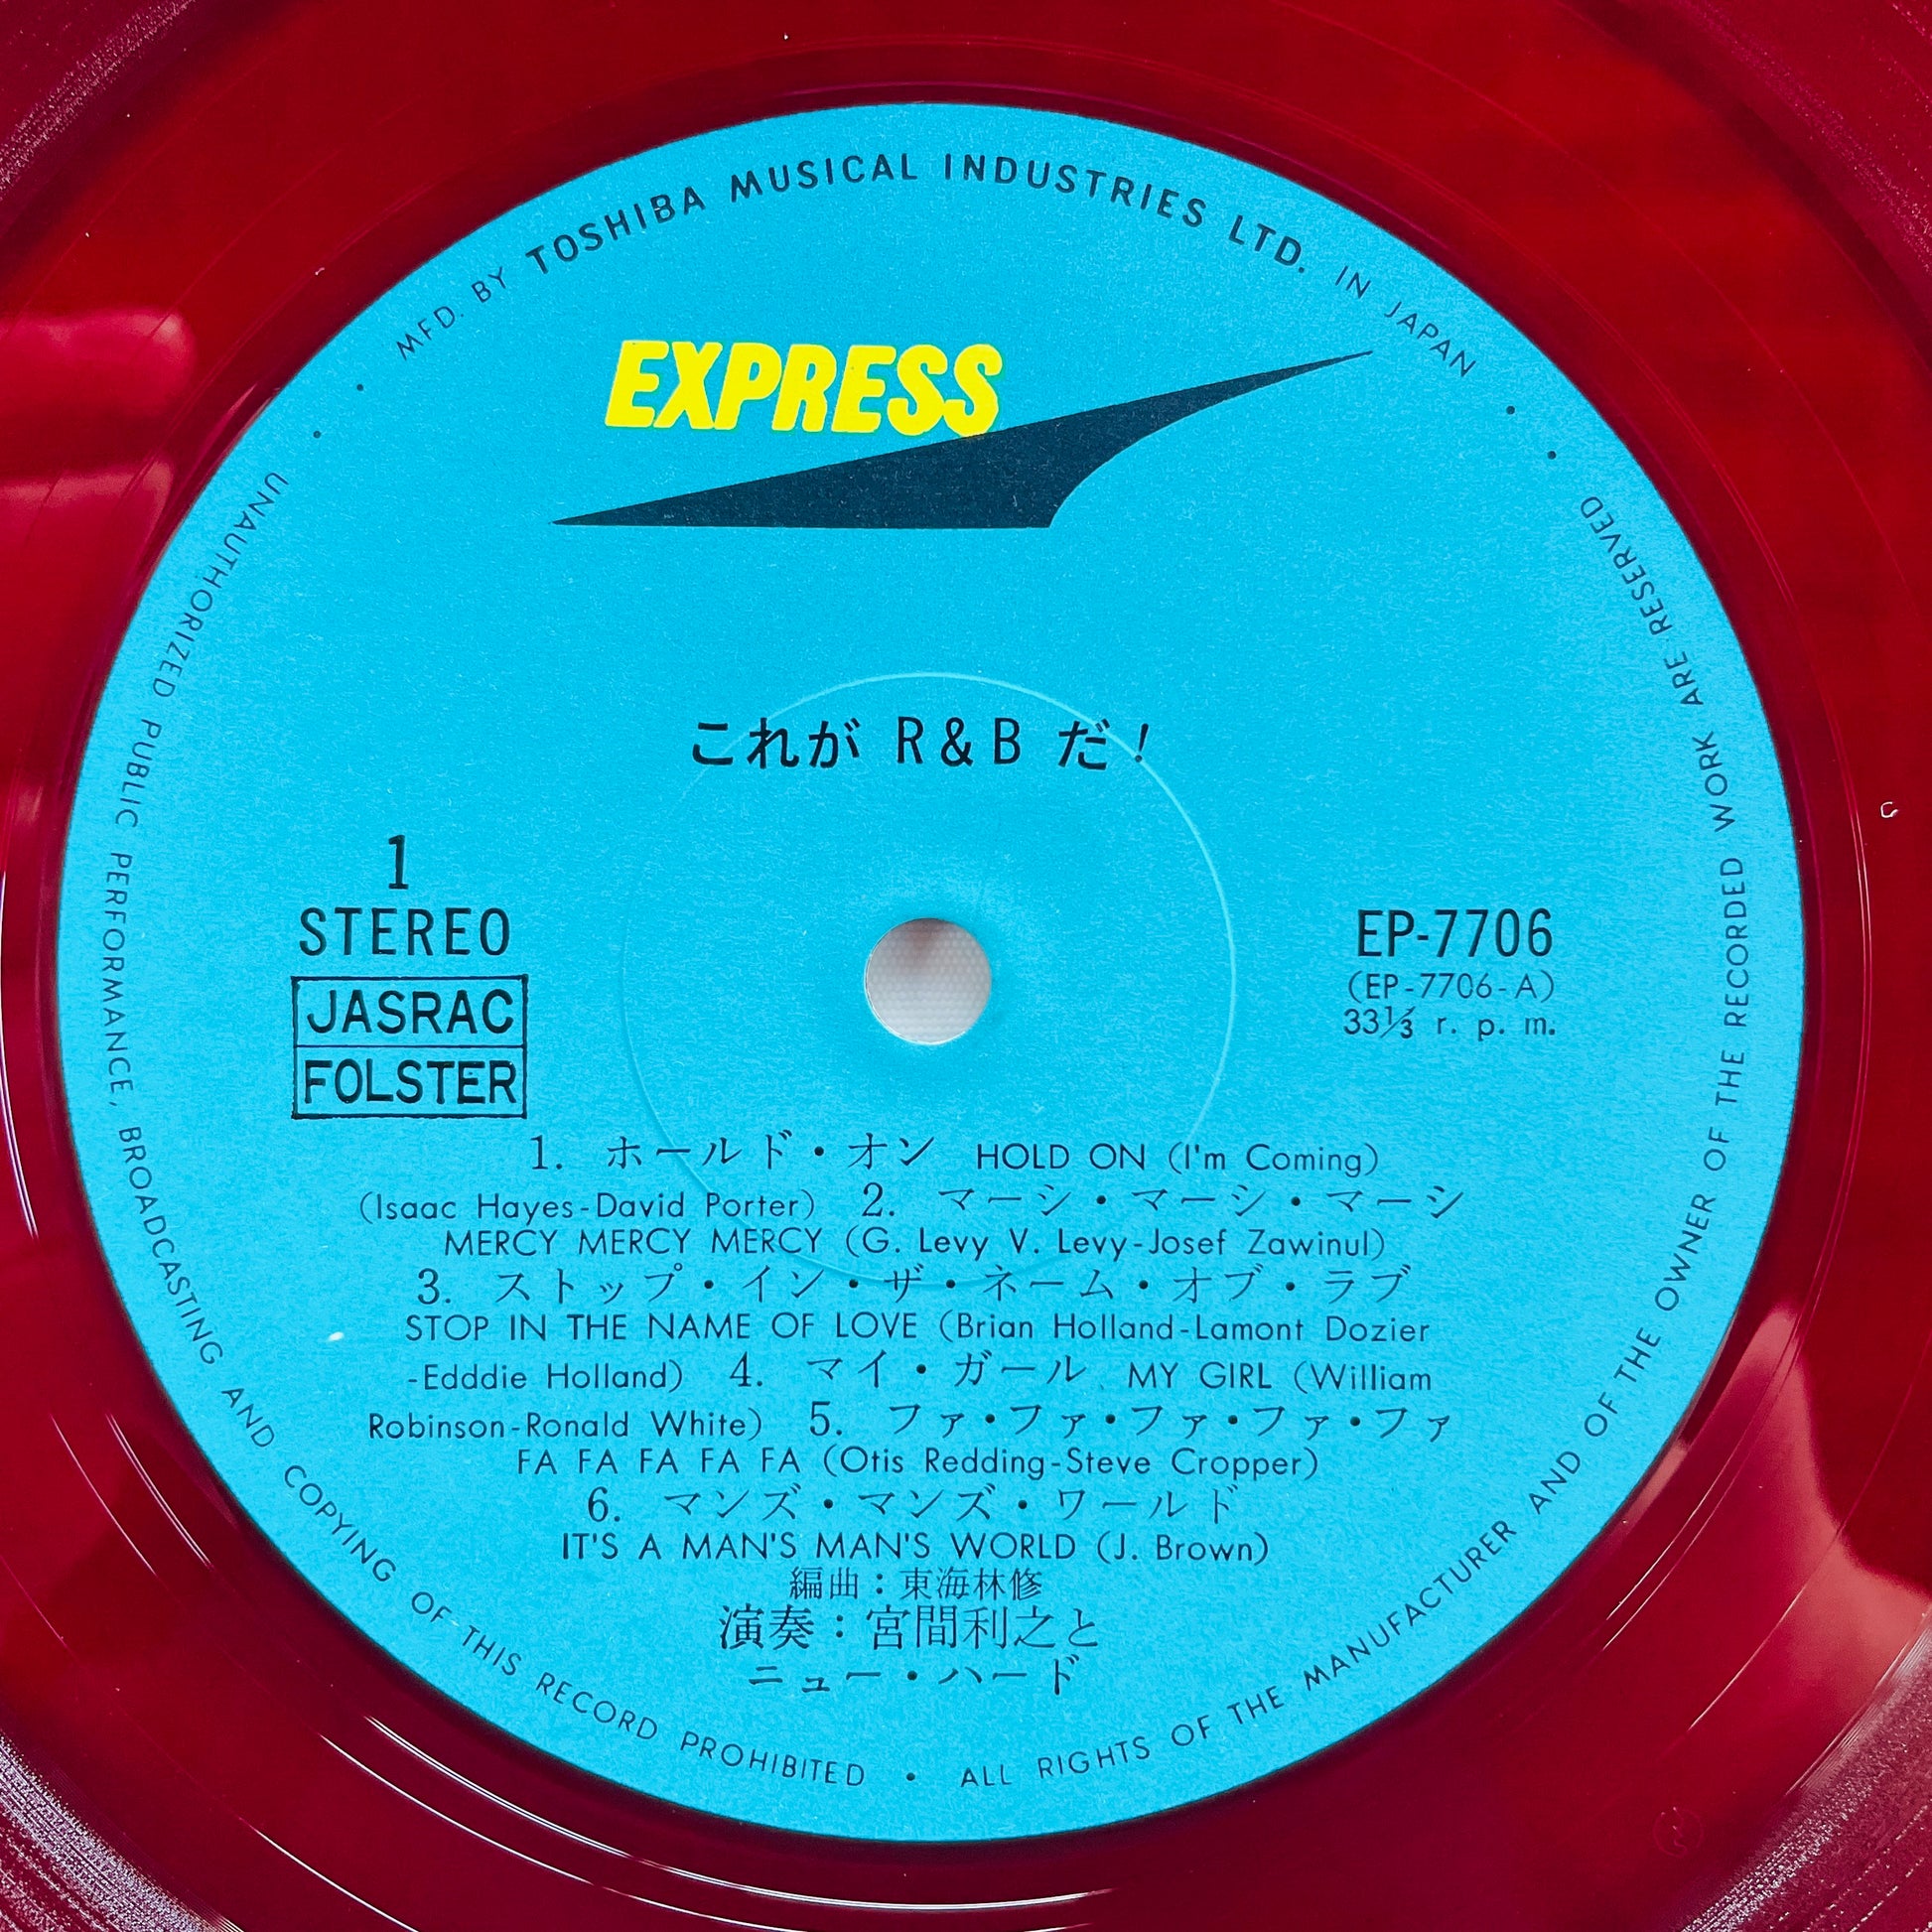 MFD. BY TOSHIBA MUSICAL INDUSTRIES LTD. IN JAPAN
EXPRESS
これが R&B だ!
1
STEREO
JASRAC
FOLSTER
EP-7706
(EP-7706-A)
33⅓ r. p. m.
1. ホールド・オン HOLD ON (I'm Coming)
(Isaac Hayes-David Porter) 2. マーシ・マーシ・マーシ
MERCY MERCY MERCY (G. Levy V. Levy-Josef Zawinul)
3. ストップ・イン・ザ・ネーム・オブ・ラブ
STOP IN THE NAME OF LOVE (Brian Holland-Lamont Dozier
-Edddie Holland) 4. マイ・ガール MY GIRL (William
Robinson-Ronald White) 5. ファ・ファ・ファ・ファ・ファ
FA FA FA FA FA (Otis Redding-Steve Cropper)
6. マンズ・マンズ・ワールド
IT'S A MAN'S MAN'S WORLD (J. Brown)
編曲：東海林修
演奏：宮間利之と
ニュー・ハード
UNAUTHORIZED PUBLIC PERFORMANCE, BROADCASTING AND COPYING OF THIS RECORD PROHIBITED • ALL RIGHTS OF THE MANUFACTURER AND OF THE OWNER OF THE RECORDED WORK ARE RESERVED